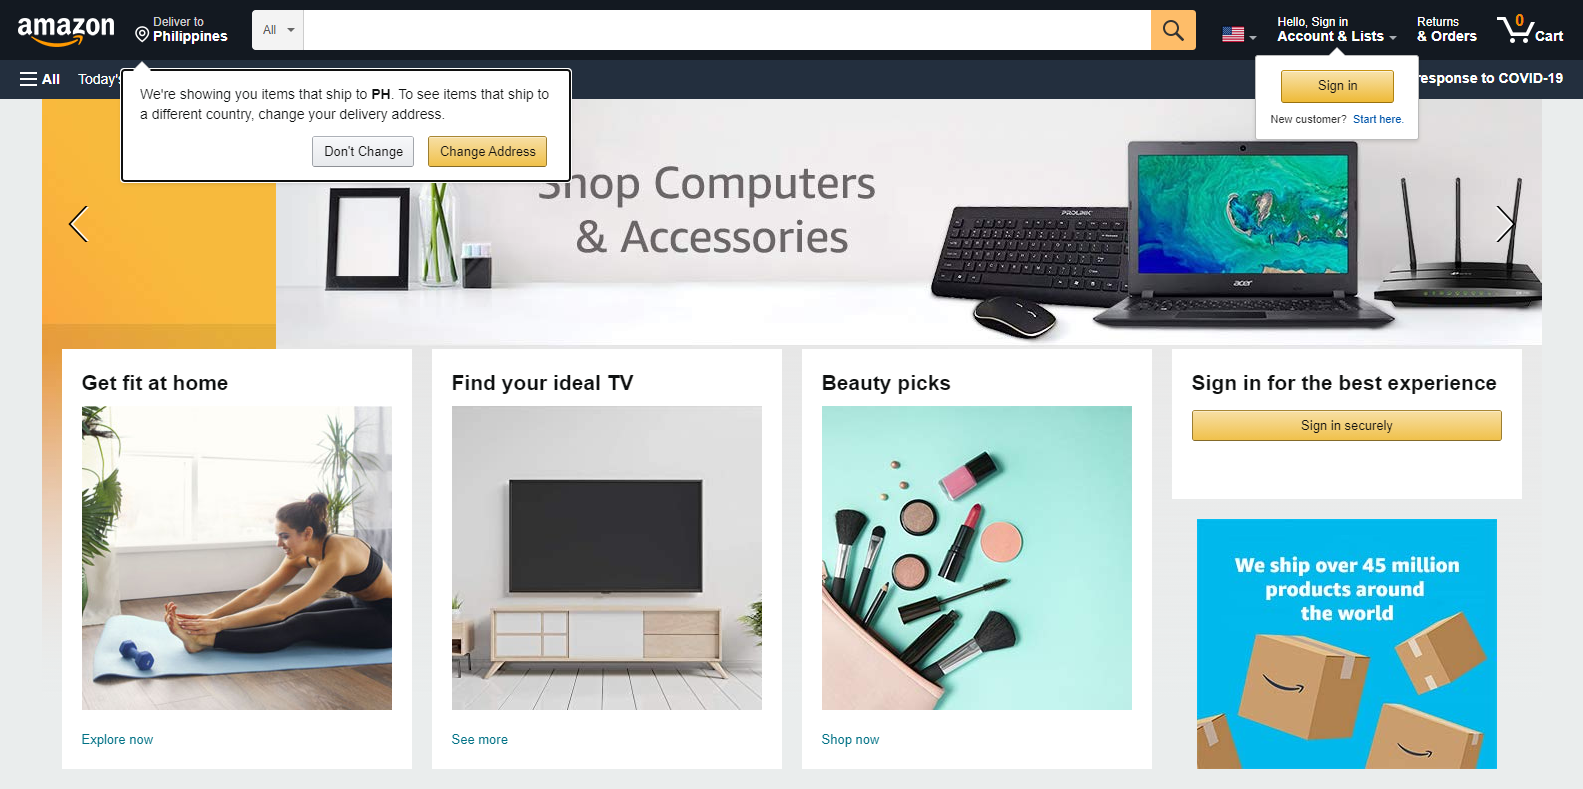 amazon
Deliver to
Philippines
All
Hello, Sign in
Account & Lists
Returns
& Orders
0
Cart
All
Today's
response to COVID-19
We're showing you items that ship to PH. To see items that ship to
a different country, change your delivery address.
Don't Change
Change Address
Sign in
New customer? Start here.
Shop Computers
& Accessories
PROLINK
acer
Get fit at home
Explore now
Find your ideal TV
See more
Beauty picks
Shop now
Sign in for the best experience
Sign in securely
We ship over 45 million
products around
the world